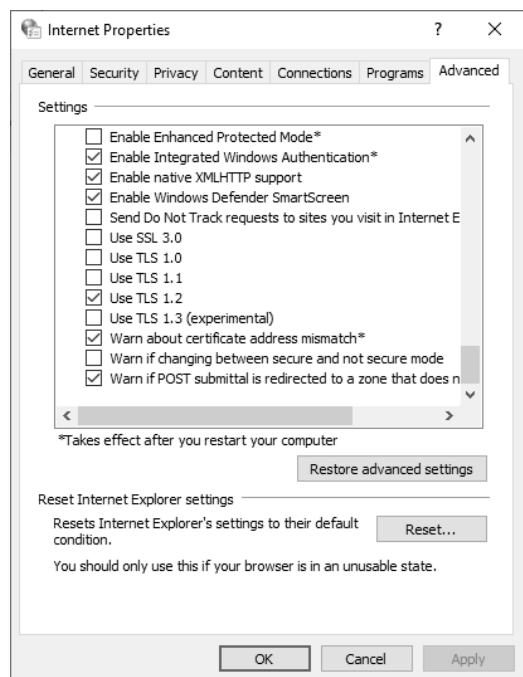 Internet Properties
?
General Security Privacy Content Connections Programs Advanced
Settings
Enable Enhanced Protected Mode*
Enable Integrated Windows Authentication*
Enable native XMLHTTP support
Enable Windows Defender SmartScreen
Send Do Not Track requests to sites you visit in Internet E
Use SSL 3.0
Use TLS 1.0
Use TLS 1.1
Use TLS 1.2
Use TLS 1.3 (experimental)
Warn about certificate address mismatch*
Warn if changing between secure and not secure mode
Warn if POST submittal is redirected to a zone that does n
*Takes effect after you restart your computer
Restore advanced settings
Reset Internet Explorer settings
Resets Internet Explorer's settings to their default
condition.
Reset...
You should only use this if your browser is in an unusable state.
OK Cancel Apply